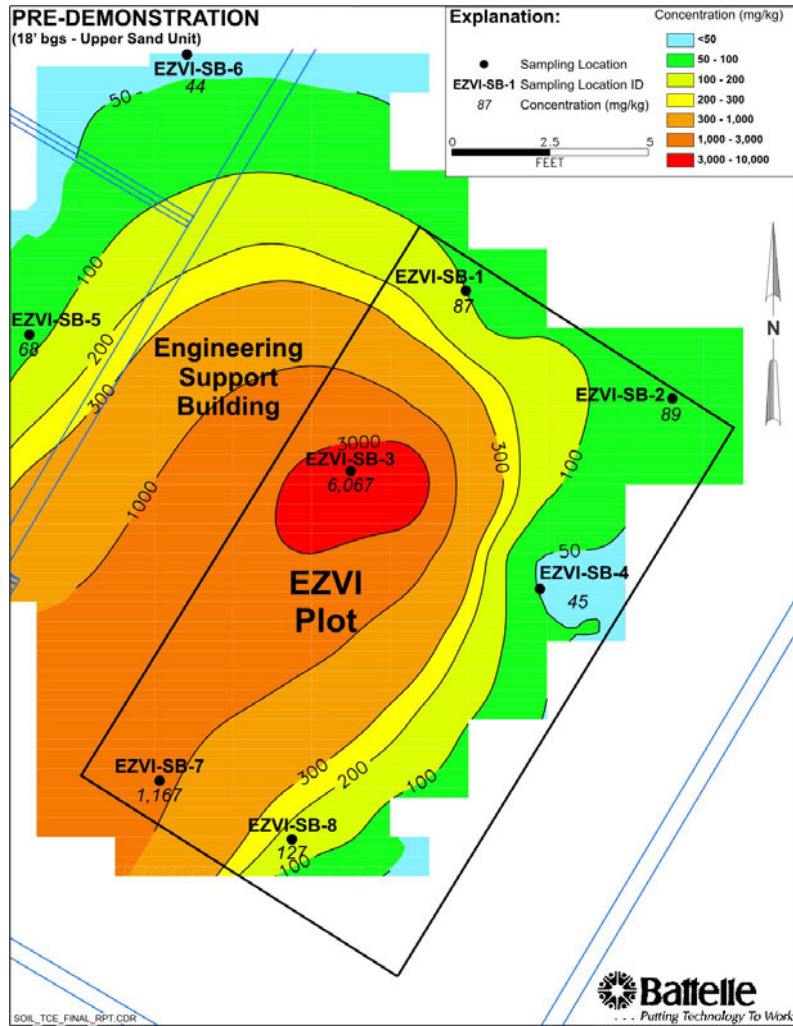 PRE-DEMONSTRATION
(18' bgs - Upper Sand Unit)
Explanation:
Sampling Location
EZVI-SB-1 Sampling Location ID
87 Concentration (mg/kg)
0 2.5 5
FEET
Concentration (mg/kg)
<50
50 - 100
100 - 200
200 - 300
300 - 1,000
1,000 - 3,000
3,000 - 10,000
EZVI-SB-6
44
50
100
EZVI-SB-1
87
N
EZVI-SB-5
68
200
Engineering
Support
Building
300
EZVI-SB-2
89
3000
EZVI-SB-3
6,067
300
100
1000
50
EZVI-SB-4
45
EZVI
Plot
EZVI-SB-7
1,167
300
200
100
EZVI-SB-8
127
100
Battelle
. . . Putting Technology To Work
SOIL_TCE_FINAL_RPT.CDR